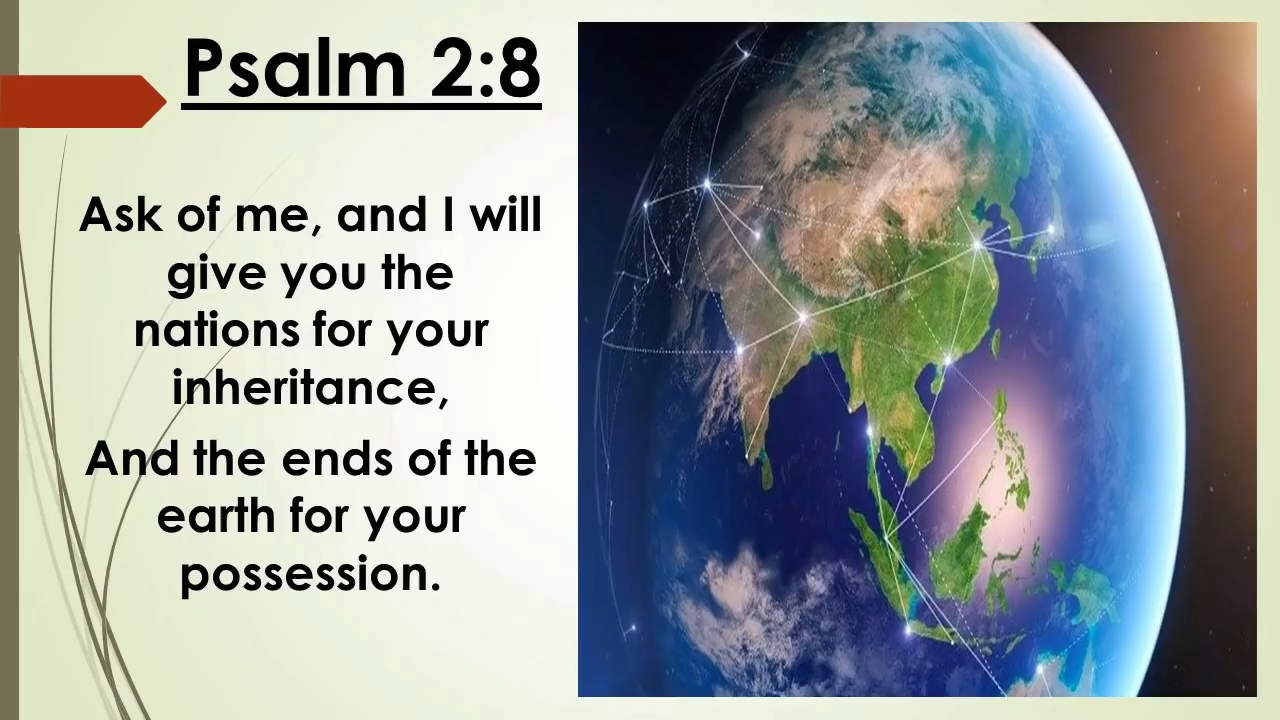 Psalm 2:8
Ask of me, and I will
give you the
nations for your
inheritance,
And the ends of the
earth for your
possession.